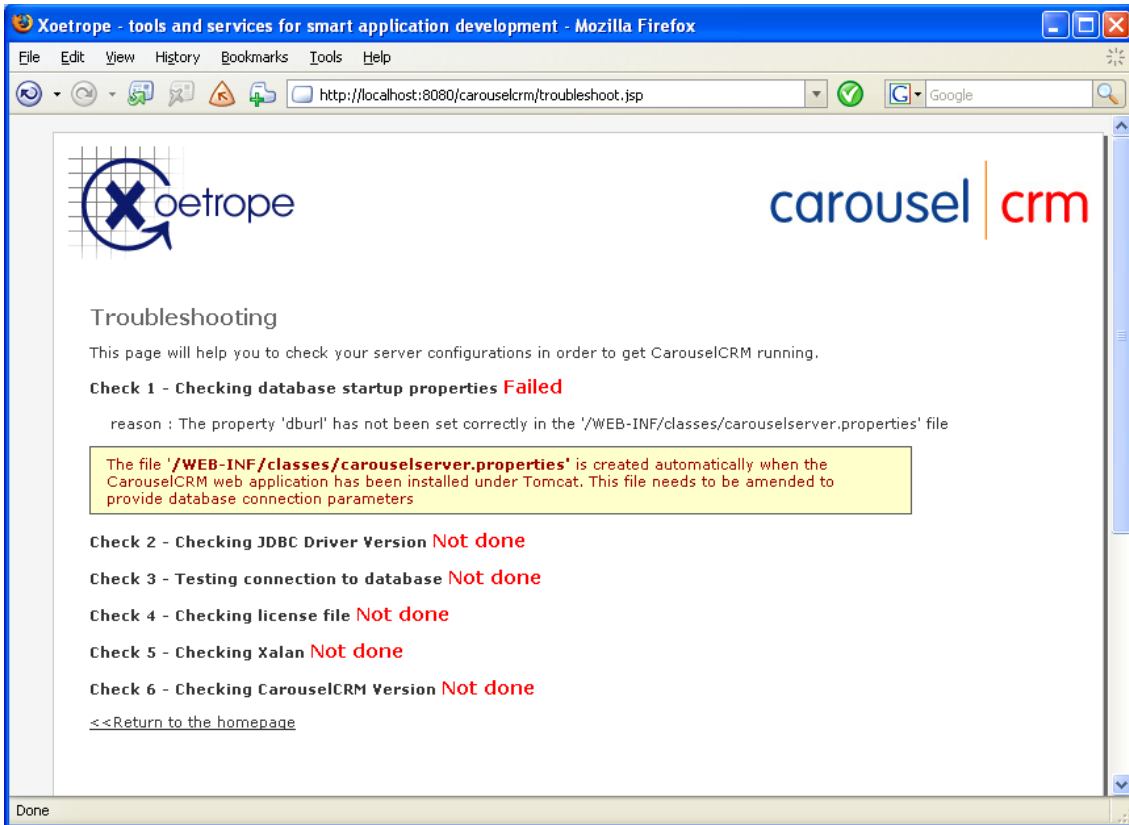 Xoetrope - tools and services for smart application development - Mozilla Firefox
File Edit View History Bookmarks Tools Help
http://localhost:8080/carouselcrm/troubleshoot.jsp
G Google
Xoetrope
carousel crm
Troubleshooting
This page will help you to check your server configurations in order to get CarouselCRM running.
Check 1 - Checking database startup properties Failed
reason : The property 'dburl' has not been set correctly in the '/WEB-INF/classes/carouselserver.properties' file
The file '/WEB-INF/classes/carouselserver.properties' is created automatically when the
CarouselCRM web application has been installed under Tomcat. This file needs to be amended to
provide database connection parameters
Check 2 - Checking JDBC Driver Version Not done
Check 3 - Testing connection to database Not done
Check 4 - Checking license file Not done
Check 5 - Checking Xalan Not done
Check 6 - Checking CarouselCRM Version Not done
<<Return to the homepage
Done